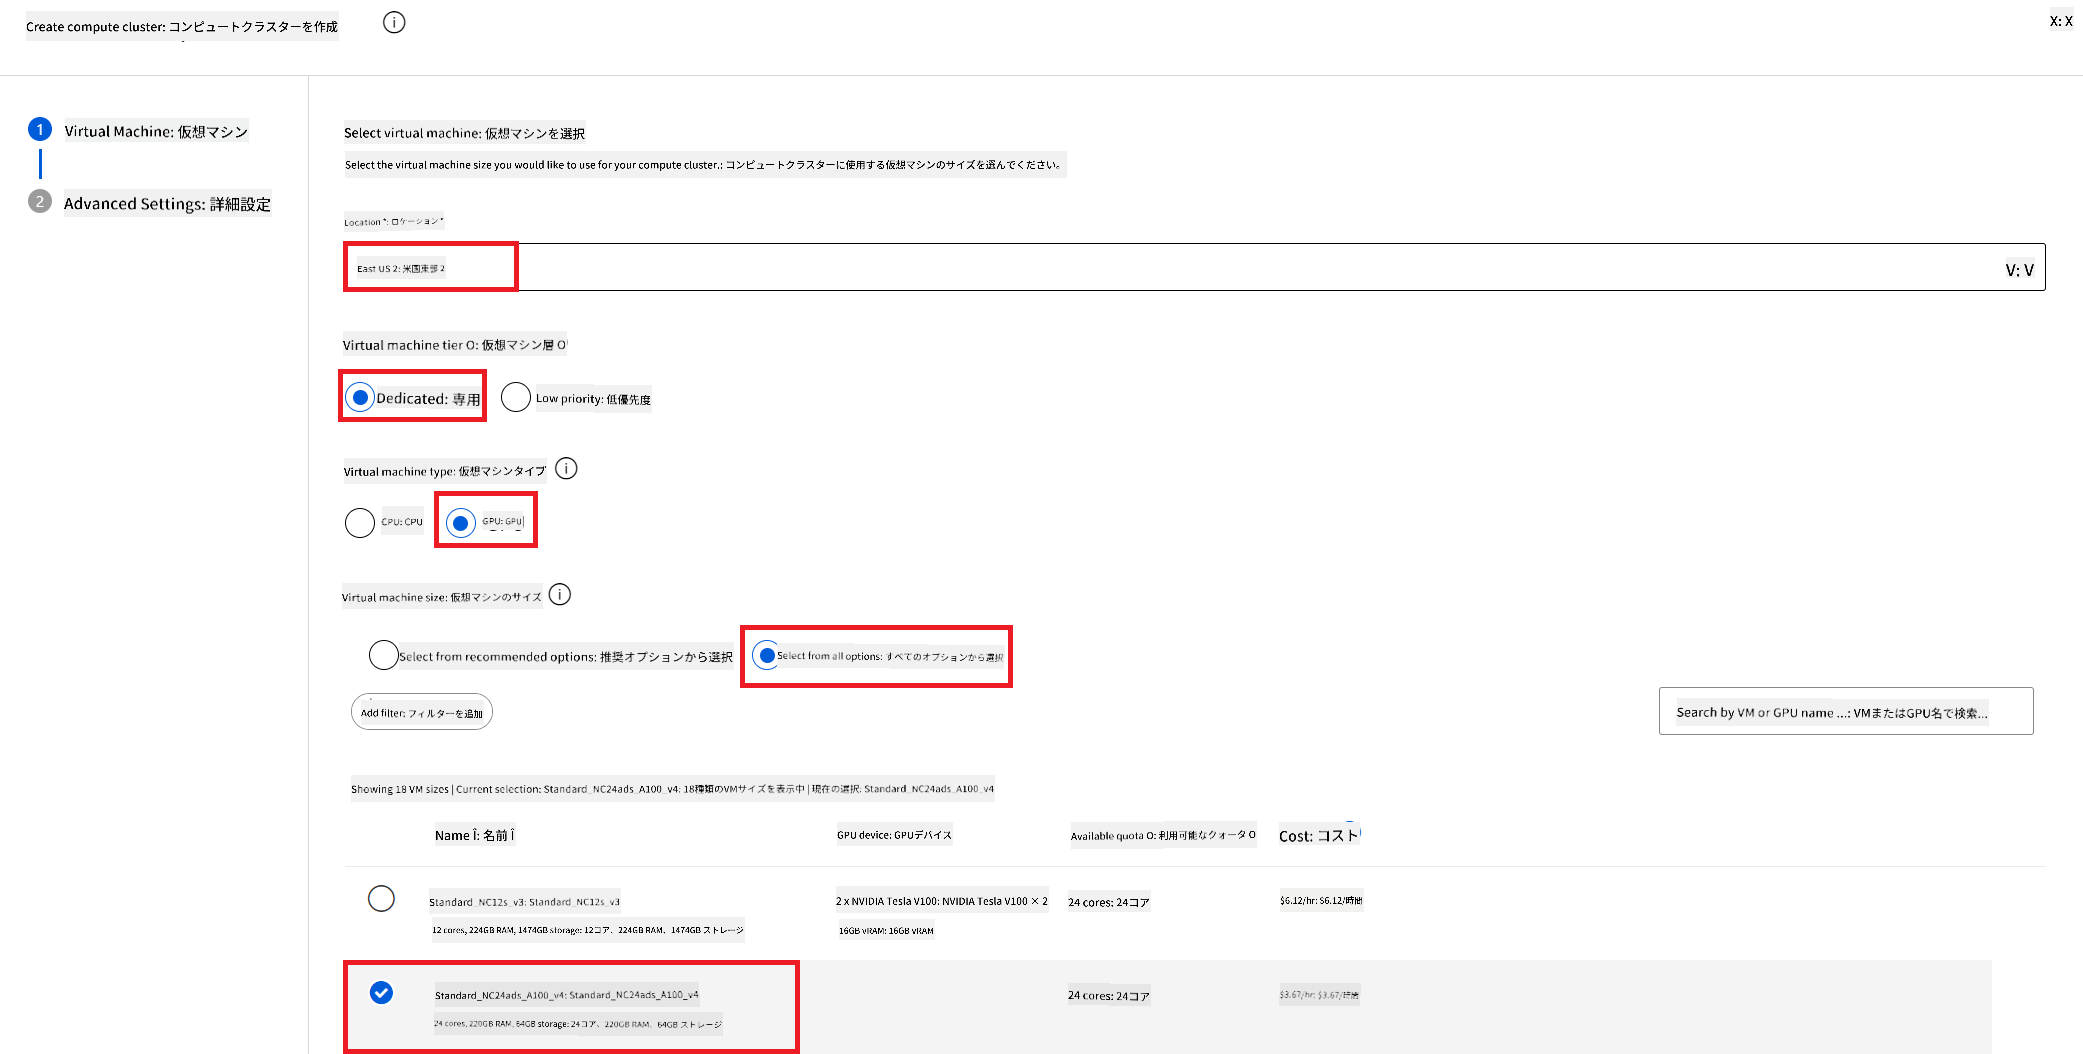 Create compute cluster: コンピュートクラスターを作成
X: X
1 Virtual Machine: 仮想マシン
2 Advanced Settings: 詳細設定
Select virtual machine: 仮想マシンを選択
Select the virtual machine size you would like to use for your compute cluster.: コンピュートクラスターに使用する仮想マシンのサイズを選んでください。
Location *: ロケーション *
East US 2: 米国東部 2
V: V
Virtual machine tier O: 仮想マシン層 O
Dedicated: 専用
Low priority: 低優先度
Virtual machine type: 仮想マシンタイプ
CPU: CPU
GPU: GPU
Virtual machine size: 仮想マシンのサイズ
Select from recommended options: 推奨オプションから選択
Select from all options: すべてのオプションから選択
Add filter: フィルターを追加
Search by VM or GPU name ...: VMまたはGPU名で検索...
Showing 18 VM sizes | Current selection: Standard_NC24ads_A100_v4: 18種類のVMサイズを表示中 | 現在の選択: Standard_NC24ads_A100_v4
Name Î: 名前 Î
GPU device: GPUデバイス
Available quota O: 利用可能なクォータ O
Cost: コスト
Standard_NC12s_v3: Standard_NC12s_v3
2 x NVIDIA Tesla V100: NVIDIA Tesla V100 × 2
24 cores: 24コア
$6.12/hr: $6.12/時間
12 cores, 224GB RAM, 1474GB storage: 12コア、224GB RAM、1474GB ストレージ
16GB vRAM: 16GB vRAM
Standard_NC24ads_A100_v4: Standard_NC24ads_A100_v4
24 cores: 24コア
$3.67/hr: $3.67/時間
24 cores, 220GB RAM, 64GB storage: 24コア、220GB RAM、64GB ストレージ